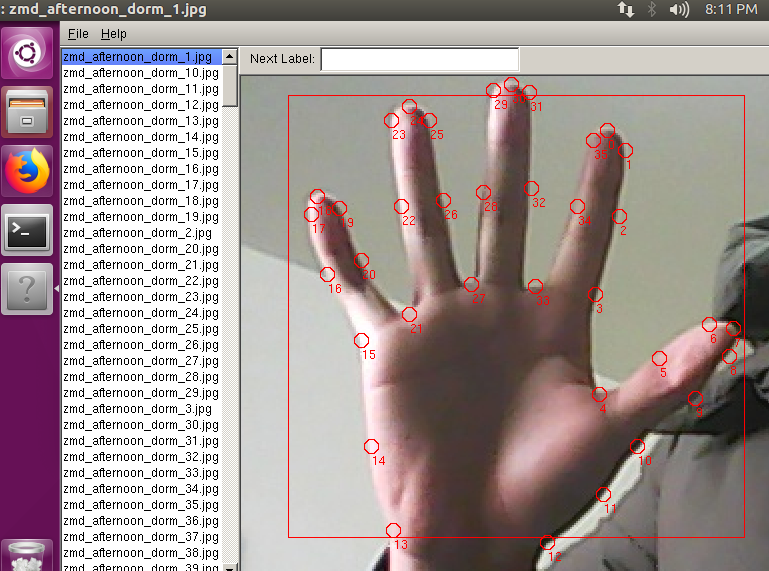 : zmd_afternoon_dorm_1.jpg
8:11 PM
File Help
Next Label:
zmd_afternoon_dorm_1.jpg
zmd_afternoon_dorm_10.jpg
zmd_afternoon_dorm_11.jpg
zmd_afternoon_dorm_12.jpg
zmd_afternoon_dorm_13.jpg
zmd_afternoon_dorm_14.jpg
zmd_afternoon_dorm_15.jpg
zmd_afternoon_dorm_16.jpg
zmd_afternoon_dorm_17.jpg
zmd_afternoon_dorm_18.jpg
zmd_afternoon_dorm_19.jpg
zmd_afternoon_dorm_2.jpg
zmd_afternoon_dorm_20.jpg
zmd_afternoon_dorm_21.jpg
zmd_afternoon_dorm_22.jpg
zmd_afternoon_dorm_23.jpg
zmd_afternoon_dorm_24.jpg
zmd_afternoon_dorm_25.jpg
zmd_afternoon_dorm_26.jpg
zmd_afternoon_dorm_27.jpg
zmd_afternoon_dorm_28.jpg
zmd_afternoon_dorm_29.jpg
zmd_afternoon_dorm_3.jpg
zmd_afternoon_dorm_30.jpg
zmd_afternoon_dorm_31.jpg
zmd_afternoon_dorm_32.jpg
zmd_afternoon_dorm_33.jpg
zmd_afternoon_dorm_34.jpg
zmd_afternoon_dorm_35.jpg
zmd_afternoon_dorm_36.jpg
zmd_afternoon_dorm_37.jpg
zmd_afternoon_dorm_38.jpg
zmd_afternoon_dorm_39.jpg
29
31
23
25
35
1
19
17
22
26
28
32
34
2
20
16
27
33
3
21
6
7
15
5
4
10
14
11
13
12